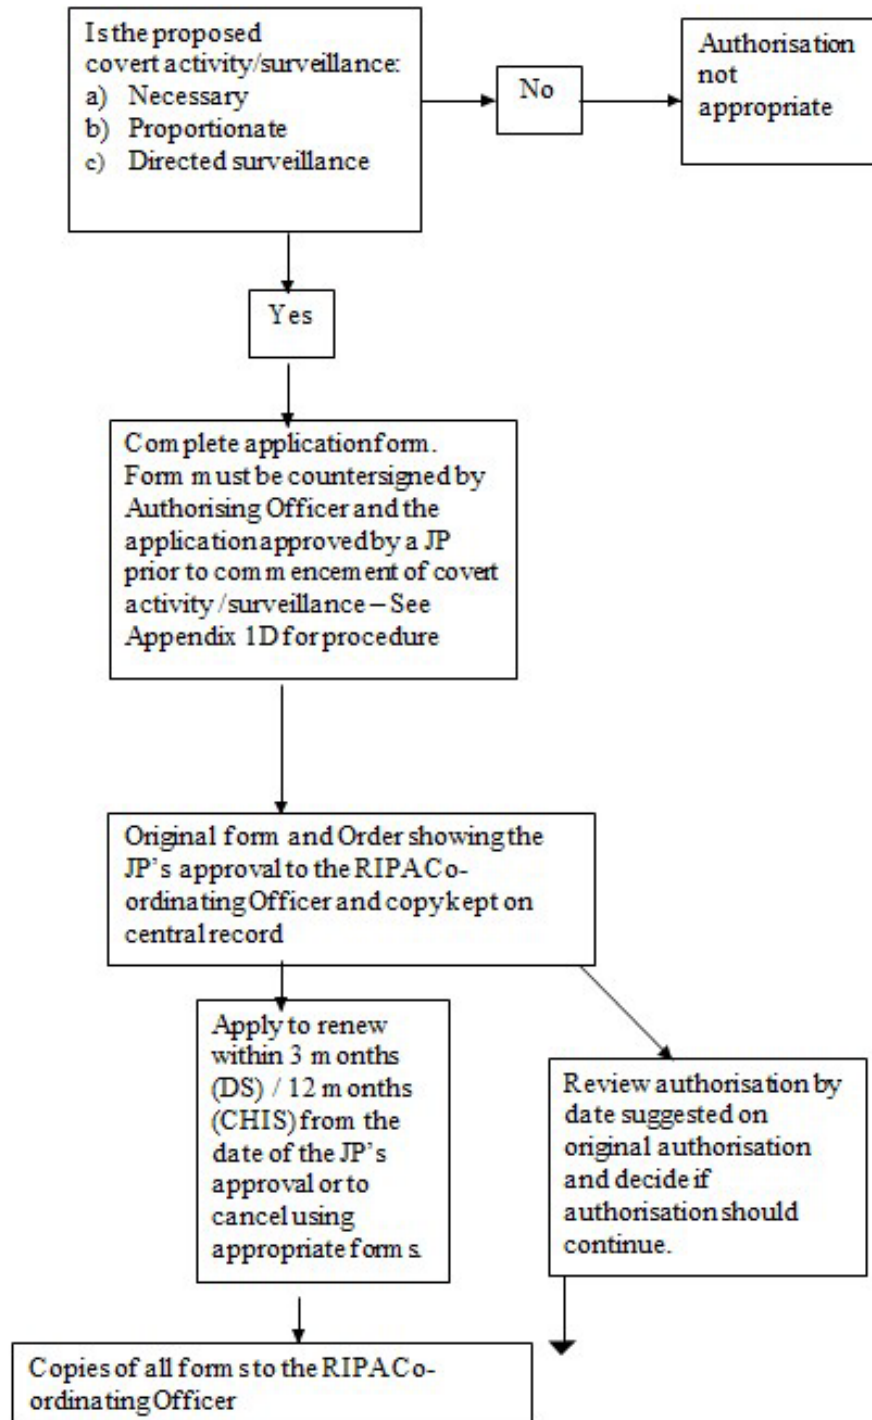 Is the proposed
covert activity/surveillance:
a) Necessary
b) Proportionate
c) Directed surveillance
No
Authorisation
not
appropriate
Yes
Complete application form.
Form must be countersigned by
Authorising Officer and the
application approved by a JP
prior to commencement of covert
activity /surveillance – See
Appendix 1D for procedure
Original form and Order showing the
JP’s approval to the RIPA Co-
ordinating Officer and copy kept on
central record
Apply to renew
within 3 months
(DS) / 12 months
(CHIS) from the
date of the JP’s
approval or to
cancel using
appropriate forms.
Review authorisation by
date suggested on
original authorisation
and decide if
authorisation should
continue.
Copies of all forms to the RIPA Co-
ordinating Officer